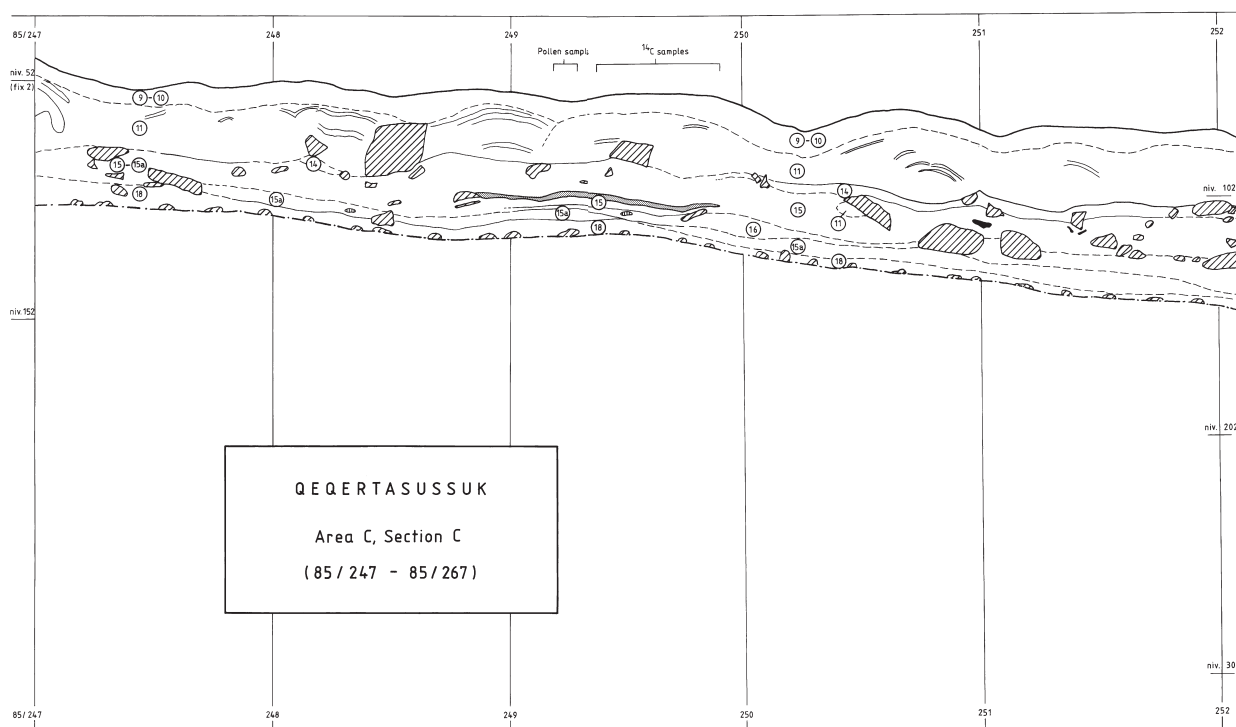 85/247 248 249 250 251 252
Pollen sampl
¹⁴C samples
niv. 52
(fix 2)
9-10
11
9-10
11
15-15a
14
14
niv. 102
18
15a
15
15a
18
16
15
11
15a
18
niv. 152
niv. 202
QEQERTASUSSUK
Area C, Section C
(85/247 - 85/267)
niv. 30
85/247 248 249 250 251 252